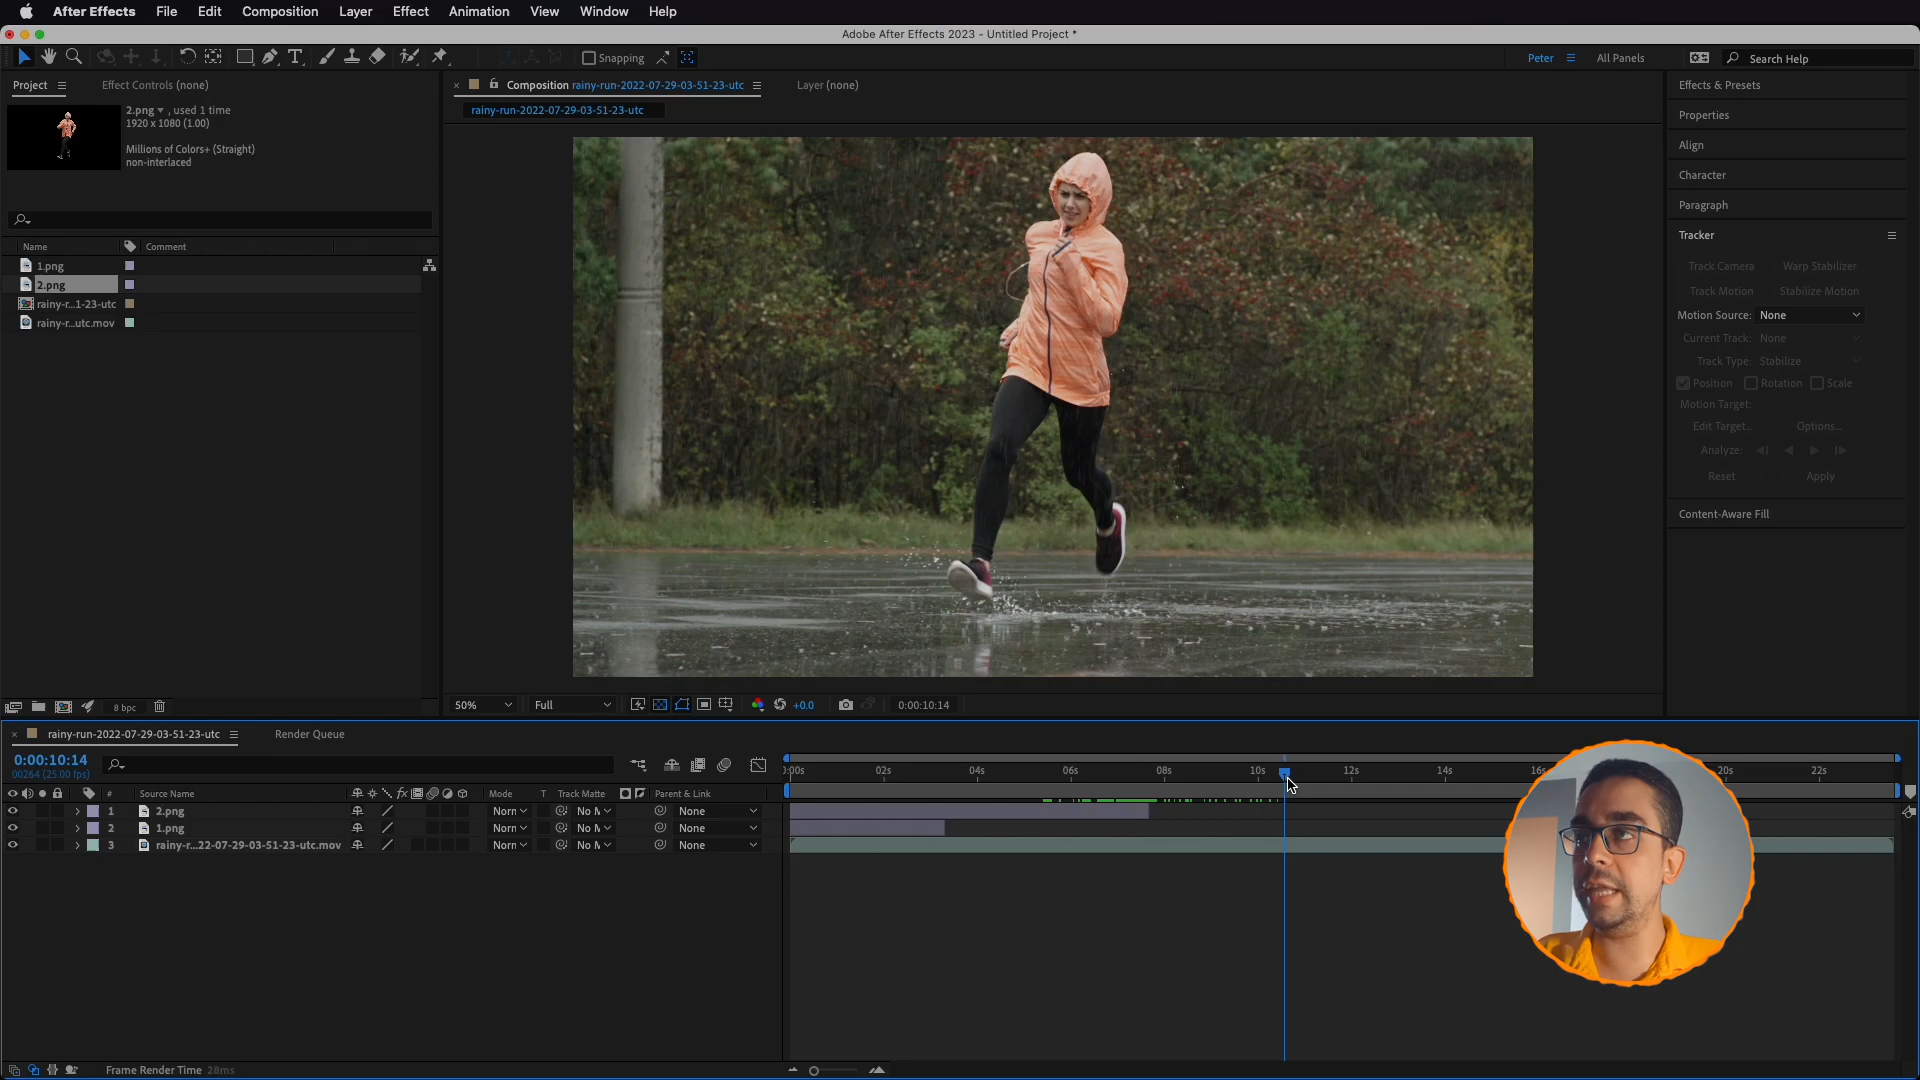 After Effects File Edit Composition Layer Effect Animation View Window Help
Adobe After Effects 2023 - Untitled Project *
Snapping Peter All Panels Search Help
Project Effect Controls (none)
2.png , used 1 time
1920 x 1080 (1.00)
Millions of Colors+ (Straight)
non-interlaced
Name Comment
1.png
2.png
rainy-r...1-23-utc
rainy-r...utc.mov
8 bpc
Composition rainy-run-2022-07-29-03-51-23-utc Layer (none)
rainy-run-2022-07-29-03-51-23-utc
50% Full +0.0 0:00:10:14
Effects & Presets
Properties
Align
Character
Paragraph
Tracker
Track Camera Warp Stabilizer
Track Motion Stabilize Motion
Motion Source: None
Current Track: None
Track Type: Stabilize
Position Rotation Scale
Motion Target:
Edit Target... Options...
Analyze:
Reset Apply
Content-Aware Fill
rainy-run-2022-07-29-03-51-23-utc Render Queue
0:00:10:14
00264 (25.00 fps)
# Source Name Mode T Track Matte Parent & Link
1 2.png Norn No M None
2 1.png Norn No M None
3 rainy-r...22-07-29-03-51-23-utc.mov Norn No M None
):00s 02s 04s 06s 08s 10s 12s 14s 16s 20s 22s
Frame Render Time 28ms